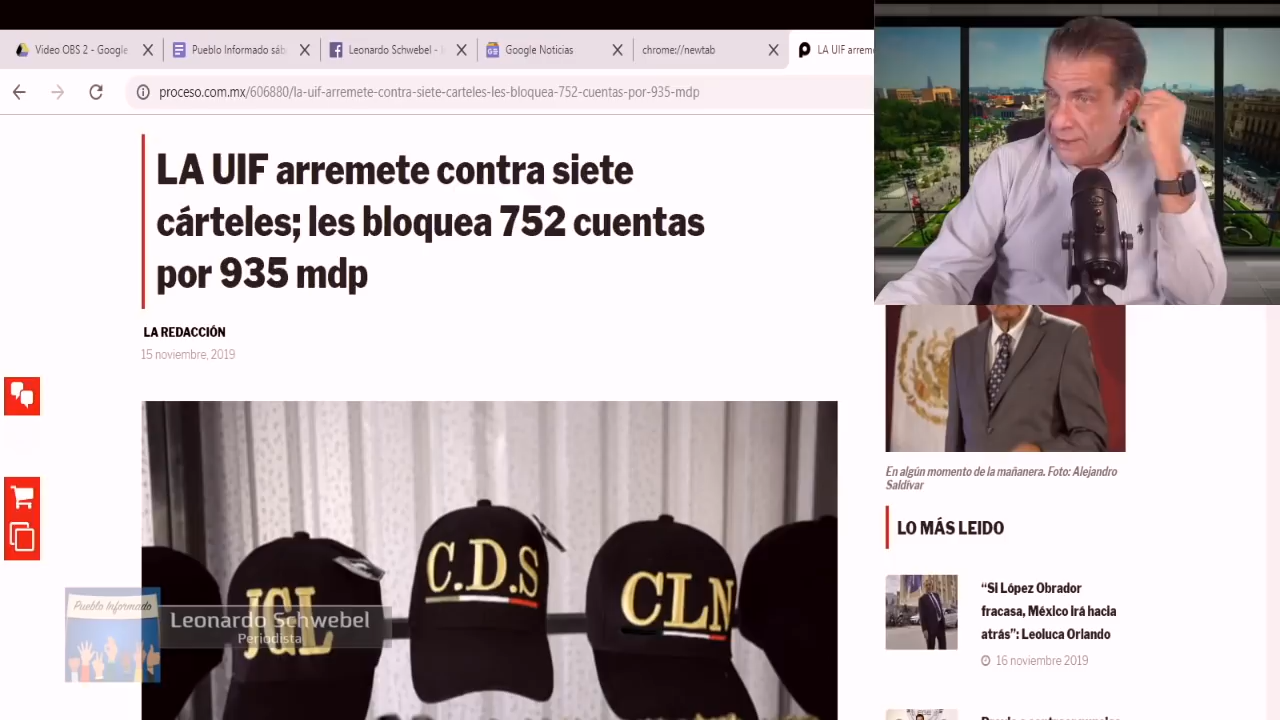 Video OBS 2 - Google
Pueblo Informado sáb
Leonardo Schwebel -
Google Noticias
chrome://newtab
LA UIF arrem
proceso.com.mx/606880/la-uif-arremete-contra-siete-carteles-les-bloquea-752-cuentas-por-935-mdp
LA UIF arremete contra siete
cárteles; les bloquea 752 cuentas
por 935 mdp
LA REDACCIÓN
15 noviembre, 2019
JGL
C.D.S
CLN
Pueblo Informado
Leonardo Schwebel
Periodista
En algún momento de la mañanera. Foto: Alejandro
Saldívar
LO MÁS LEIDO
“Si López Obrador
fracasa, México irá hacia
atrás”: Leoluca Orlando
16 noviembre 2019